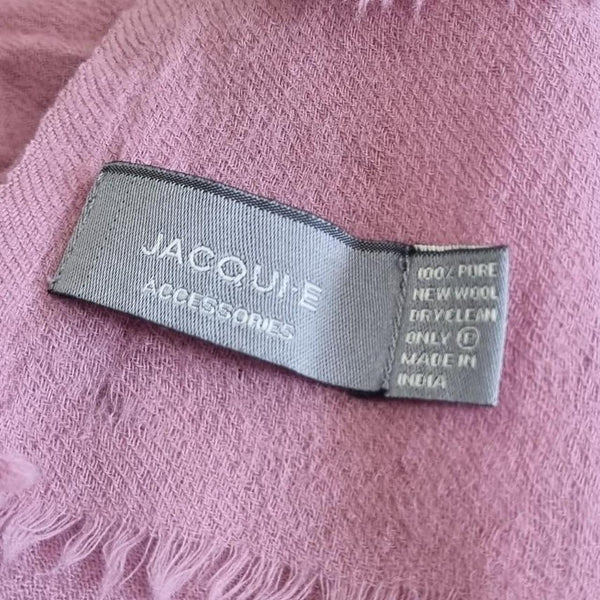 JACQUI·E
ACCESSORIES
100% PURE
NEW WOOL
DRYCLEAN
ONLY Ⓟ
MADE IN
INDIA